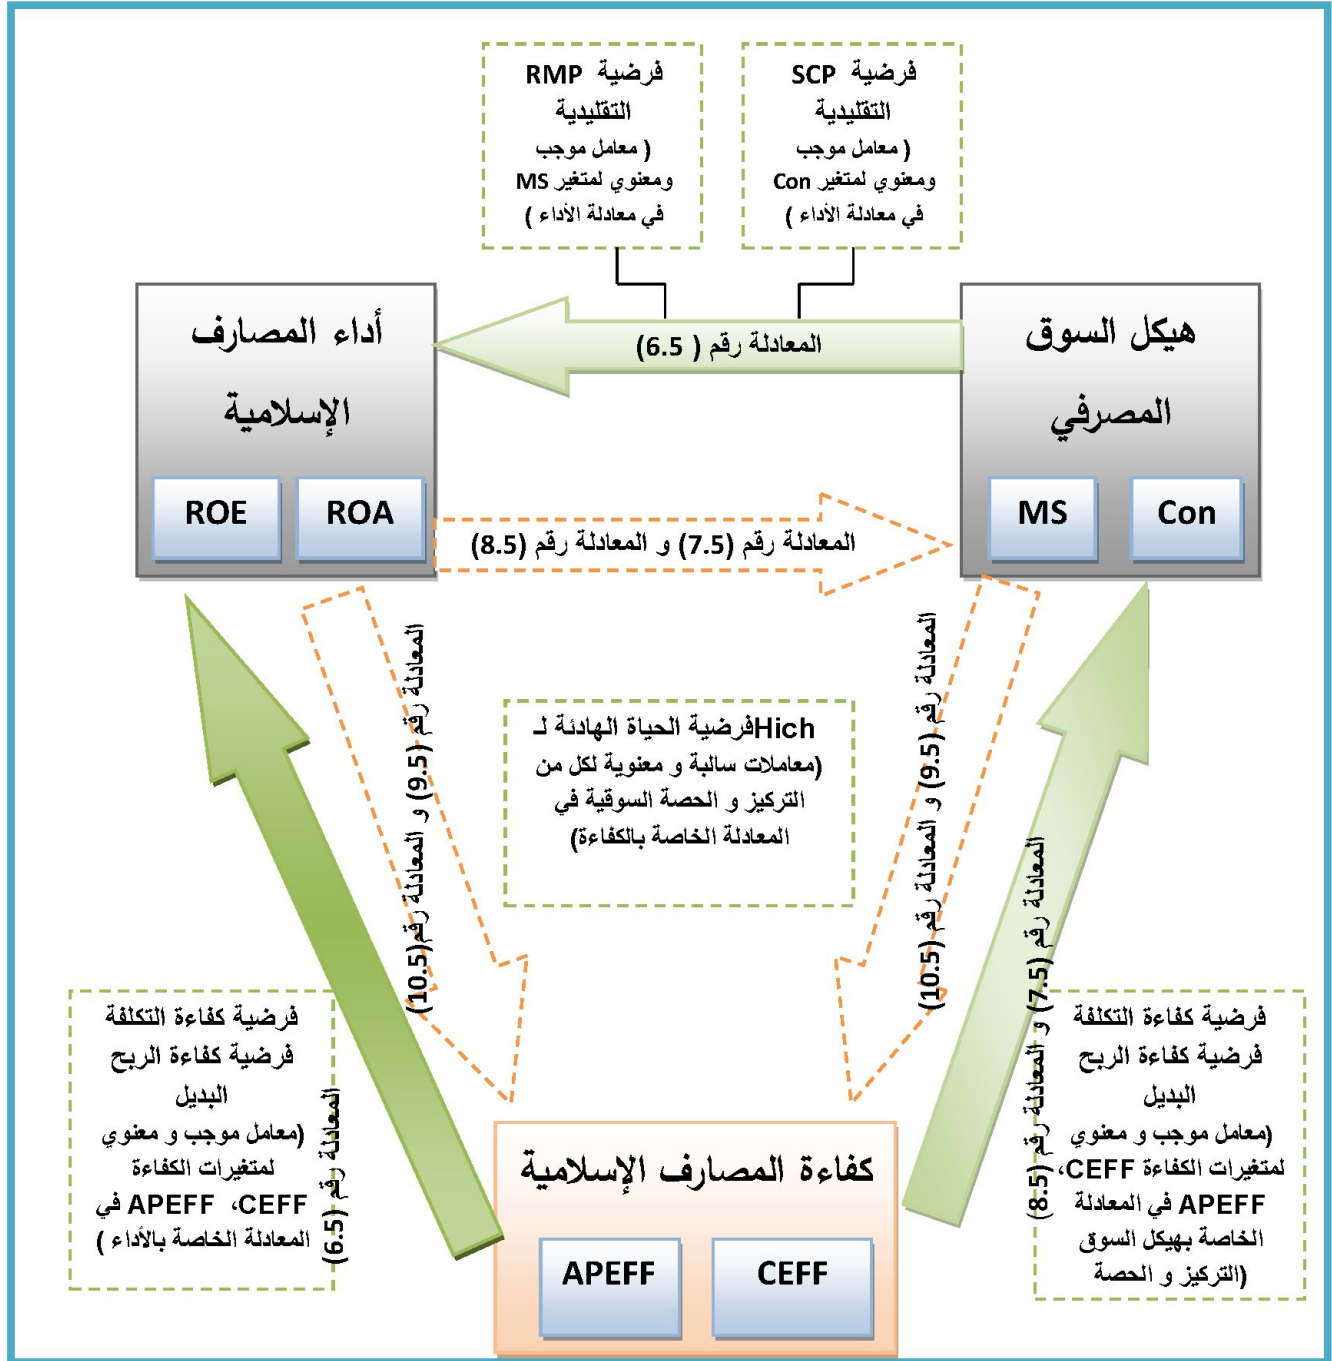 فرضية SCP
التقليدية
( معامل موجب
ومعنوي لمتغير Con
في معادلة الأداء )
فرضية RMP
التقليدية
( معامل موجب
ومعنوي لمتغير MS
في معادلة الأداء )
هيكل السوق
المصرفي
Con
MS
المعادلة رقم ( 6.5)
أداء المصارف
الإسلامية
ROA
ROE
المعادلة رقم (7.5) و المعادلة رقم (8.5)
المعادلة رقم (9.5) و المعادلة رقم (10.5)
المعادلة رقم (9.5) و المعادلة رقم(10.5)
Hichفرضية الحياة الهادئة لـ
(معاملات سالبة و معنوية لكل من
التركيز و الحصة السوقية في
المعادلة الخاصة بالكفاءة)
المعادلة رقم (7.5) و المعادلة رقم (8.5)
فرضية كفاءة التكلفة
فرضية كفاءة الربح
البديل
(معامل موجب و معنوي
لمتغيرات الكفاءة CEFF،
APEFF في المعادلة
الخاصة بهيكل السوق
(التركيز و الحصة
المعادلة رقم (6.5)
فرضية كفاءة التكلفة
فرضية كفاءة الربح
البديل
(معامل موجب و معنوي
لمتغيرات الكفاءة
CEFF، APEFF في
المعادلة الخاصة بالأداء )
كفاءة المصارف الإسلامية
CEFF
APEFF